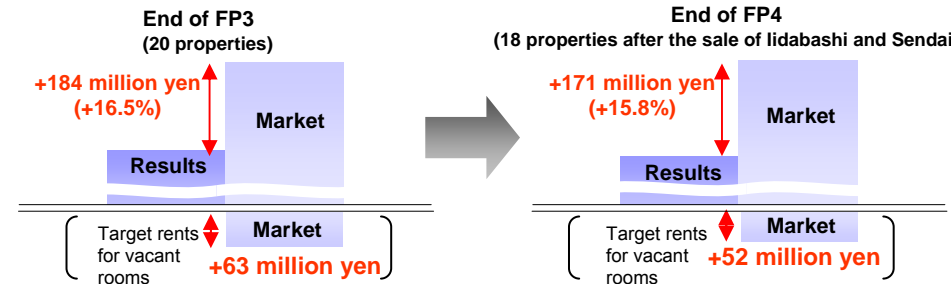 End of FP3
(20 properties)
+184 million yen
(+16.5%)
Market
Results
Target rents
for vacant
rooms
Market
+63 million yen
End of FP4
(18 properties after the sale of Iidabashi and Sendai
+171 million yen
(+15.8%)
Market
Results
Target rents
for vacant
rooms
Market
+52 million yen